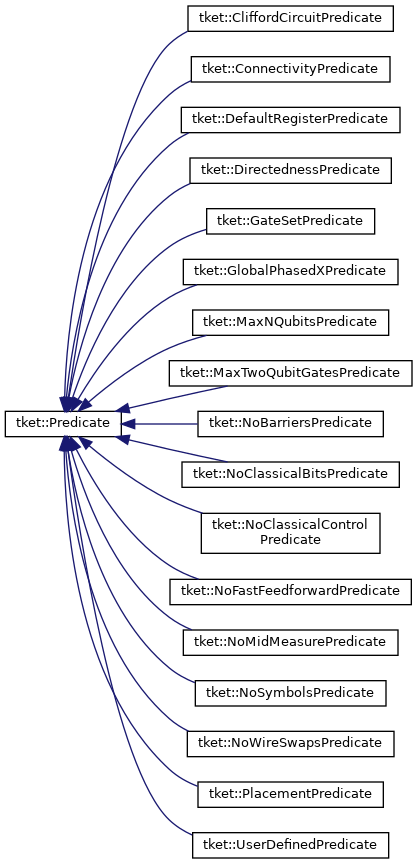 tket::CliffordCircuitPredicate
tket::ConnectivityPredicate
tket::DefaultRegisterPredicate
tket::DirectednessPredicate
tket::GateSetPredicate
tket::GlobalPhasedXPredicate
tket::MaxNQubitsPredicate
tket::MaxTwoQubitGatesPredicate
tket::Predicate
tket::NoBarriersPredicate
tket::NoClassicalBitsPredicate
tket::NoClassicalControl
Predicate
tket::NoFastFeedforwardPredicate
tket::NoMidMeasurePredicate
tket::NoSymbolsPredicate
tket::NoWireSwapsPredicate
tket::PlacementPredicate
tket::UserDefinedPredicate